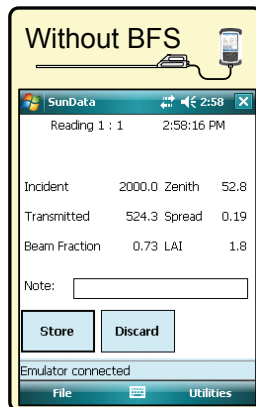 Without BFS
SunData 2:58
Reading 1 : 1 2:58:16 PM
Incident 2000.0 Zenith 52.8
Transmitted 524.3 Spread 0.19
Beam Fraction 0.73 LAI 1.8
Note:
Store Discard
Emulator connected
File Utilities